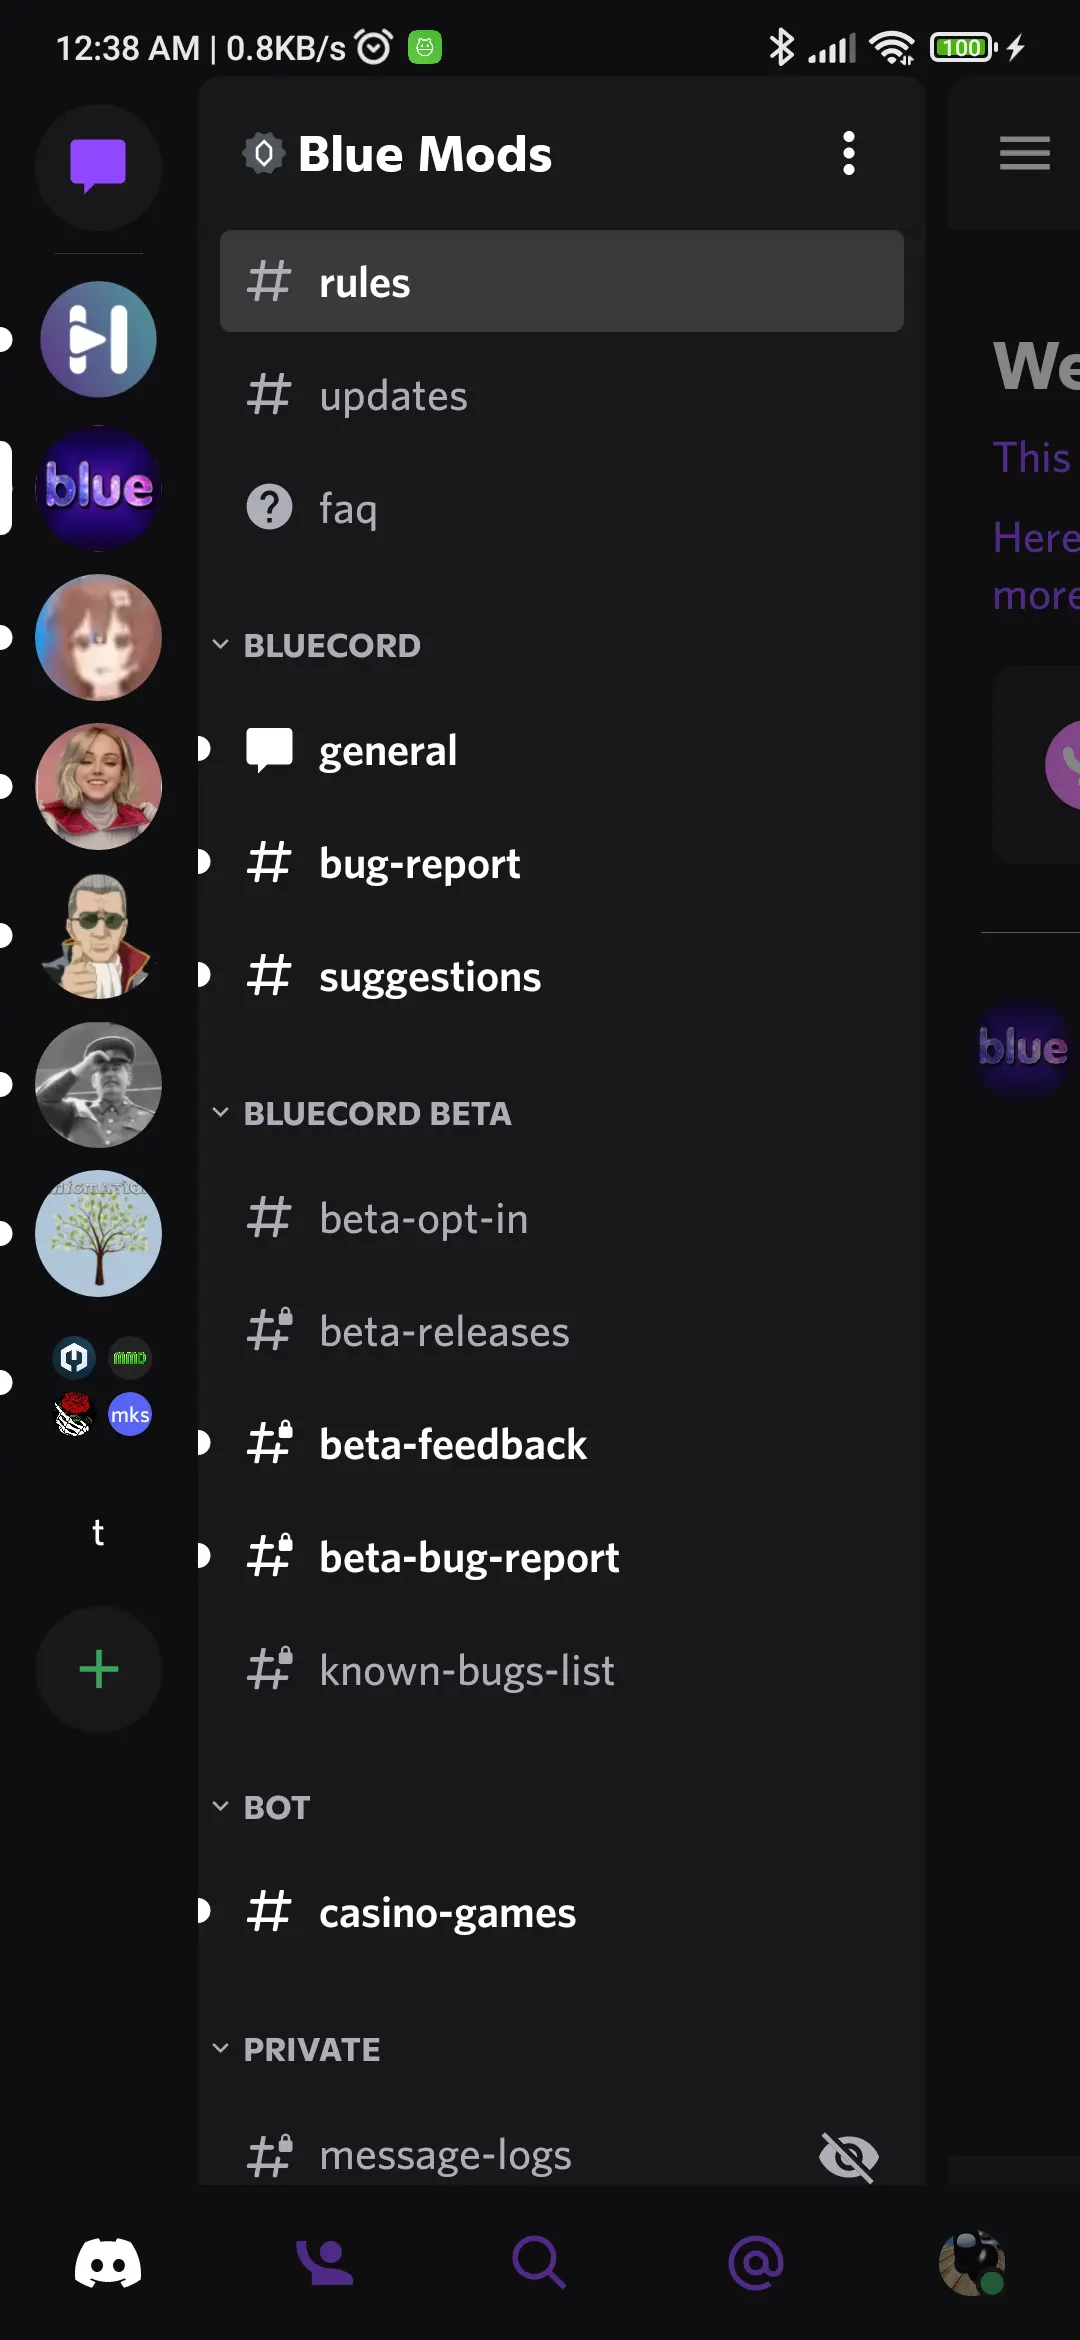 12:38 AM | 0.8KB/s
100
Blue Mods
rules
updates
faq
BLUECORD
general
bug-report
suggestions
BLUECORD BETA
beta-opt-in
beta-releases
beta-feedback
beta-bug-report
known-bugs-list
BOT
casino-games
PRIVATE
message-logs
blue
mmd
mks
t
We
This
Here
more
blue